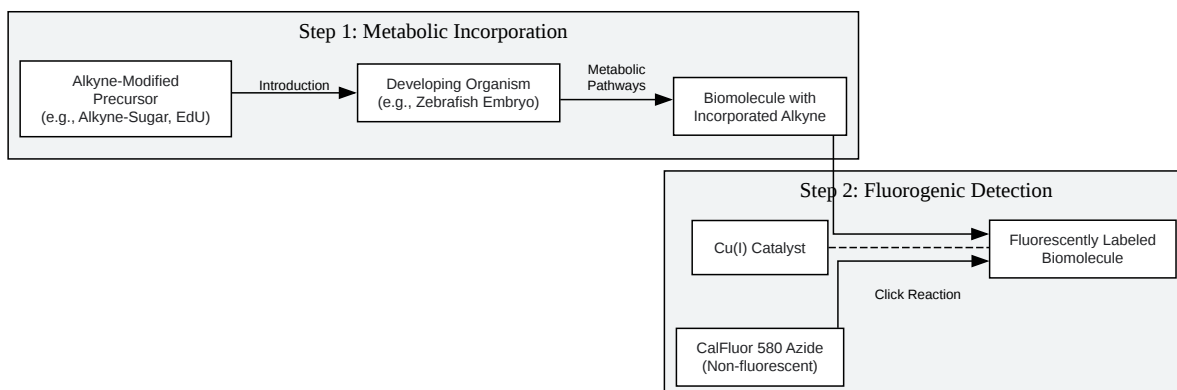 Step 1: Metabolic Incorporation
Alkyne-Modified
Precursor
(e.g., Alkyne-Sugar, EdU)
Introduction
Developing Organism
(e.g., Zebrafish Embryo)
Metabolic
Pathways
Biomolecule with
Incorporated Alkyne
Step 2: Fluorogenic Detection
Cu(I) Catalyst
Fluorescently Labeled
Biomolecule
Click Reaction
CalFluor 580 Azide
(Non-fluorescent)